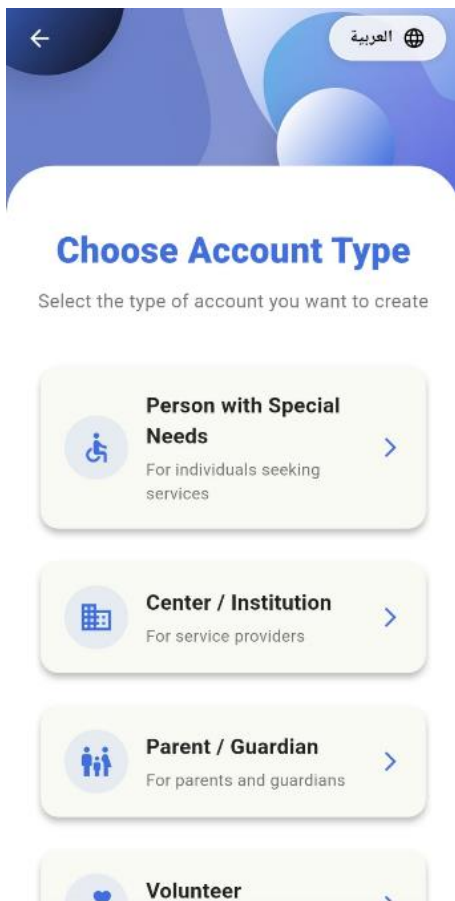 العربية
Choose Account Type
Select the type of account you want to create
Person with Special
Needs
For individuals seeking
services
Center / Institution
For service providers
Parent / Guardian
For parents and guardians
Volunteer